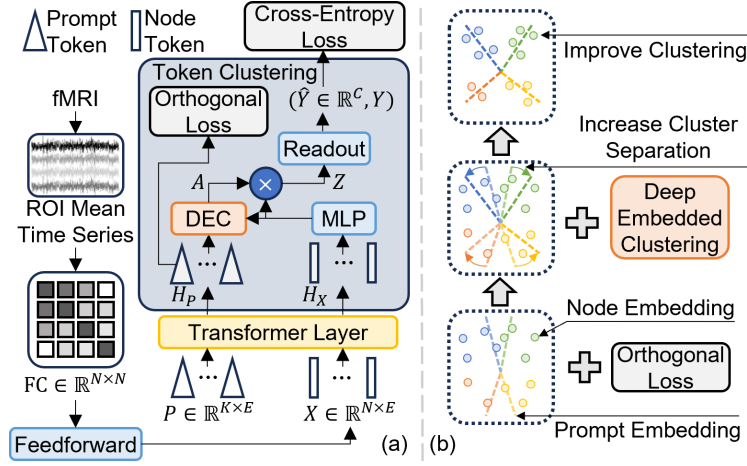 Prompt
Token
Node
Token
Cross-Entropy
Loss
fMRI
ROI Mean
Time Series
FC ∈ ℝ^{N×N}
Feedforward
Token Clustering
Orthogonal
Loss
(Ŷ ∈ ℝ^C, Y)
Readout
A
×
Z
DEC
MLP
...
...
H_P
H_X
Transformer Layer
...
...
P ∈ ℝ^{K×E}
X ∈ ℝ^{N×E}
(a)
(b)
Improve Clustering
Increase Cluster
Separation
Deep
Embedded
Clustering
Node Embedding
Orthogonal
Loss
Prompt Embedding